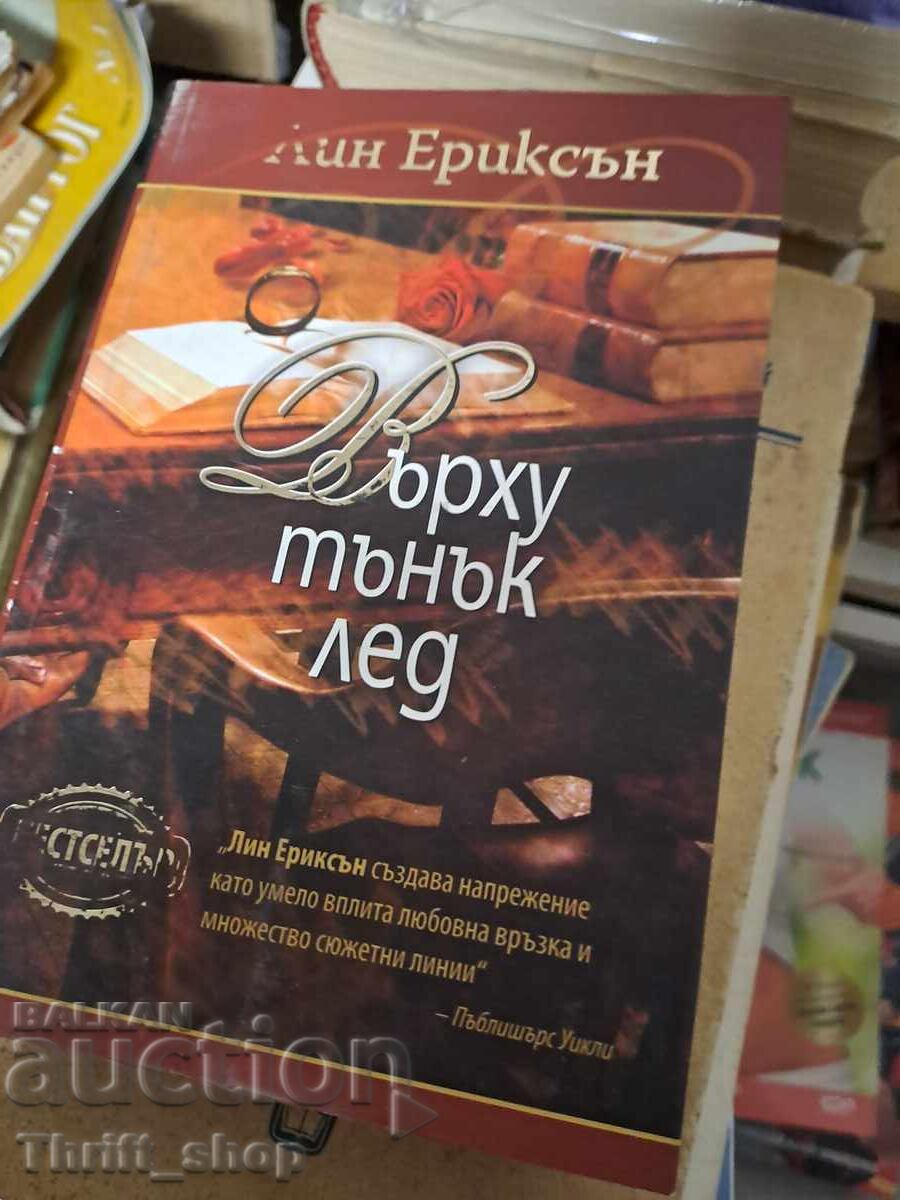 Лин Ериксън
Върху
тънък
лед
БЕСТСЕЛЪР
„Лин Ериксън създава напрежение
като умело вплита любовна връзка и
множество сюжетни линии“
– Пъблишърс Уикли
BALKAN
auction
Thrift_shop